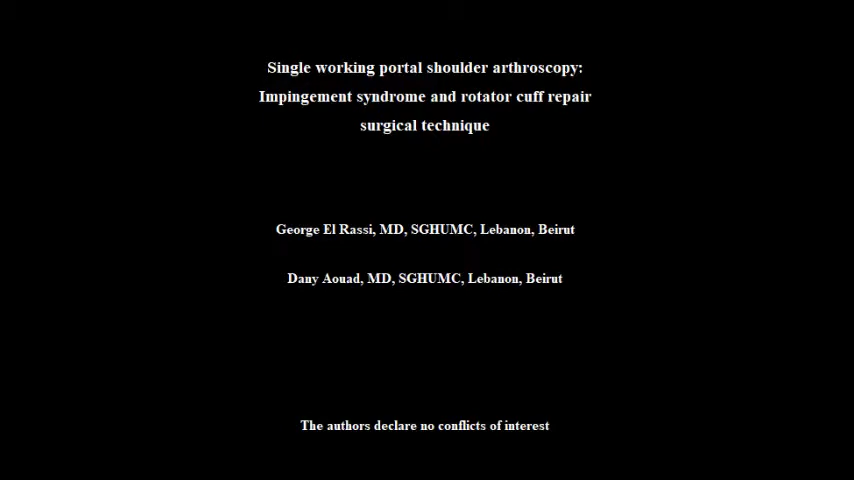 Single working portal shoulder arthroscopy:
Impingement syndrome and rotator cuff repair
surgical technique
George El Rassi, MD, SGHUMC, Lebanon, Beirut
Dany Aouad, MD, SGHUMC, Lebanon, Beirut
The authors declare no conflicts of interest